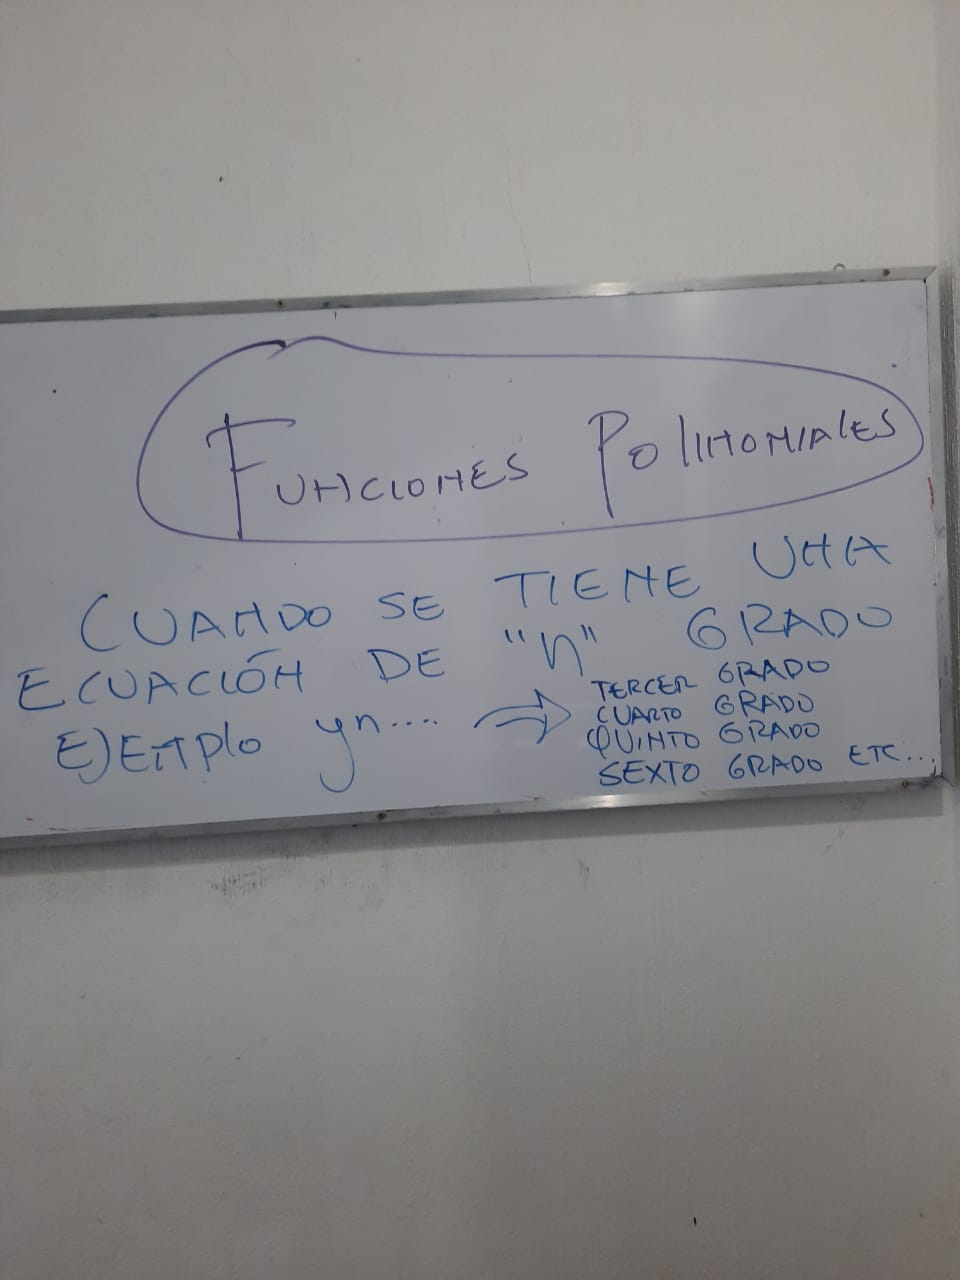 FUNCIONES POLINOMIALES
CUANDO SE TIENE UNA
ECUACIÓN DE "n" GRADO
EJEMPLO yn.... ⇒ TERCER GRADO
CUARTO GRADO
QUINTO GRADO
SEXTO GRADO ETC...